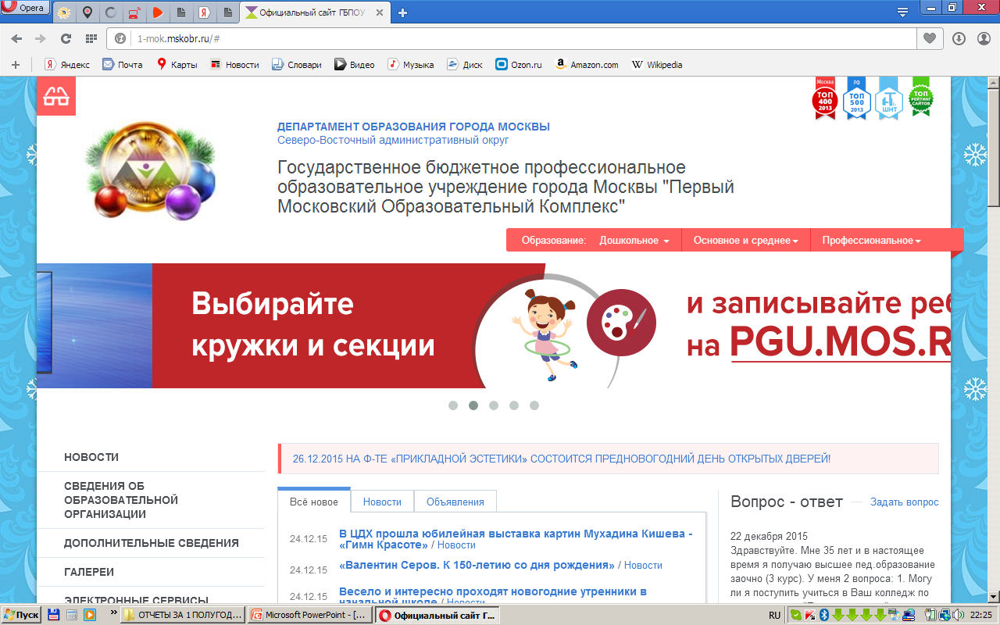 Opera
Официальный сайт ГБПОУ
1-mok.mskobr.ru/#
Яндекс Почта Карты Новости Словари Видео Музыка Диск Ozon.ru Amazon.com Wikipedia
Москва
ТОП
400
2013
РФ
ТОП
500
2013
ШНТ
ТОП
РЕЙТИНГ
САЙТОВ
ДЕПАРТАМЕНТ ОБРАЗОВАНИЯ ГОРОДА МОСКВЫ
Северо-Восточный административный округ
Государственное бюджетное профессиональное
образовательное учреждение города Москвы "Первый
Московский Образовательный Комплекс"
Образование: Дошкольное Основное и среднее Профессиональное
Выбирайте
кружки и секции
и записывайте реб
на PGU.MOS.R
НОВОСТИ
СВЕДЕНИЯ ОБ
ОБРАЗОВАТЕЛЬНОЙ
ОРГАНИЗАЦИИ
ДОПОЛНИТЕЛЬНЫЕ СВЕДЕНИЯ
ГАЛЕРЕИ
ЭЛЕКТРОННЫЕ СЕРВИСЫ
26.12.2015 НА Ф-ТЕ «ПРИКЛАДНОЙ ЭСТЕТИКИ» СОСТОИТСЯ ПРЕДНОВОГОДНИЙ ДЕНЬ ОТКРЫТЫХ ДВЕРЕЙ!
Всё новое Новости Объявления
24.12.15 В ЦДХ прошла юбилейная выставка картин Мухадина Кишева -
«Гимн Красоте» / Новости
24.12.15 «Валентин Серов. К 150-летию со дня рождения» / Новости
24.12.15 Весело и интересно проходят новогодние утренники в
начальной школе / Новости
Вопрос - ответ Задать вопрос
22 декабря 2015
Здравствуйте. Мне 35 лет и в настоящее
время я получаю высшее пед.образование
заочно (3 курс). У меня 2 вопроса: 1. Могу
ли я поступить учиться в Ваш колледж по
Пуск ОТЧЕТЫ ЗА 1 ПОЛУГОД... Microsoft PowerPoint - [... Официальный сайт Г... RU 22:25